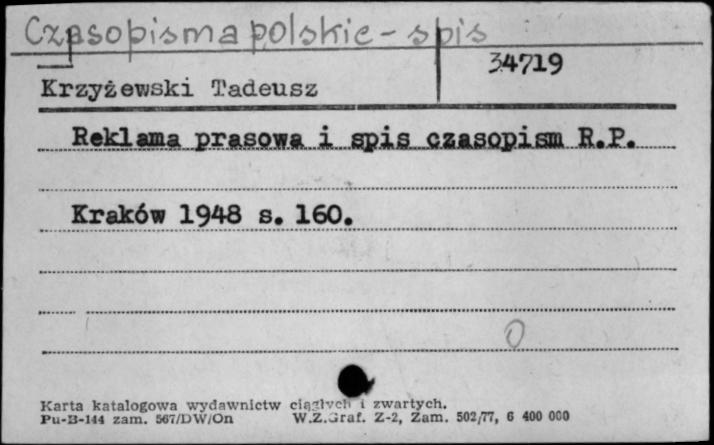 Czasopisma polskie - spis
34719
Krzyżewski Tadeusz
Reklama prasowa i spis czasopism R.P.
Kraków 1948 s. 160.
0
Karta katalogowa wydawnictw ciągłych i zwartych.
Pu-B-144 zam. 567/DW/On W.Z.Graf. Z-2, Zam. 502/77, 6 400 000